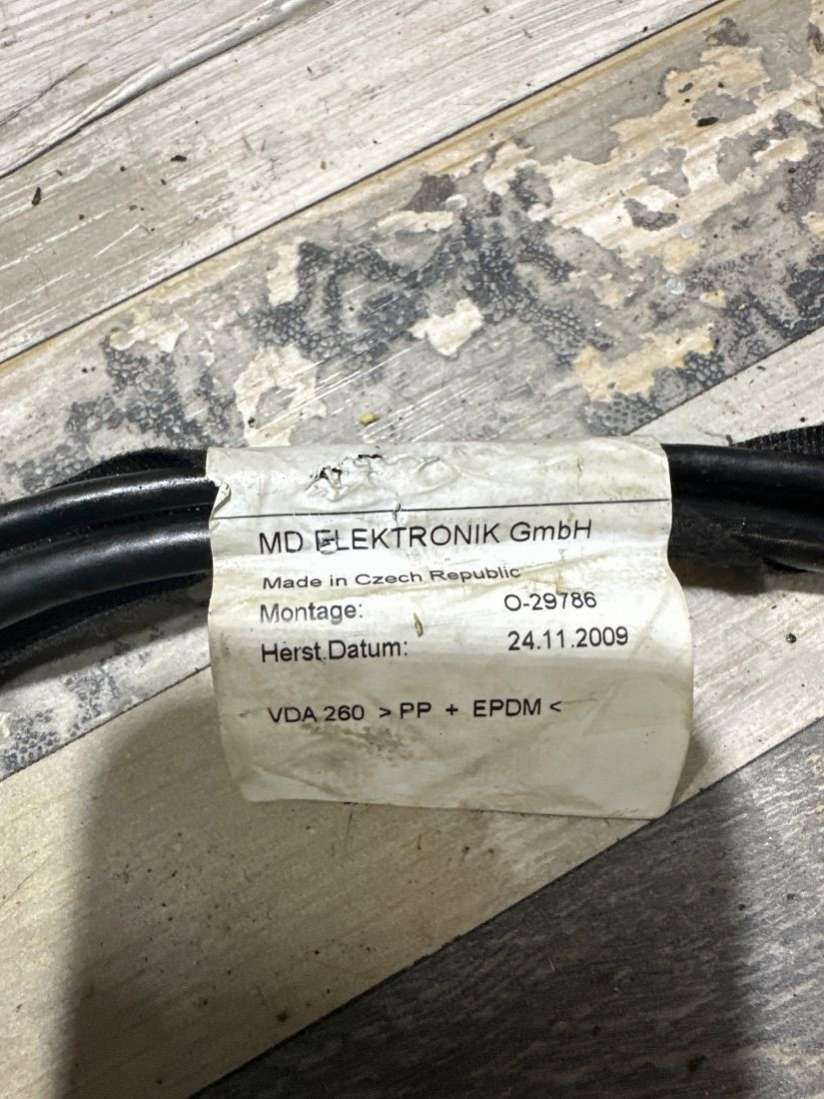 MD ELEKTRONIK GmbH
Made in Czech Republic
Montage: O-29786
Herst.Datum: 24.11.2009
VDA 260 > PP + EPDM <